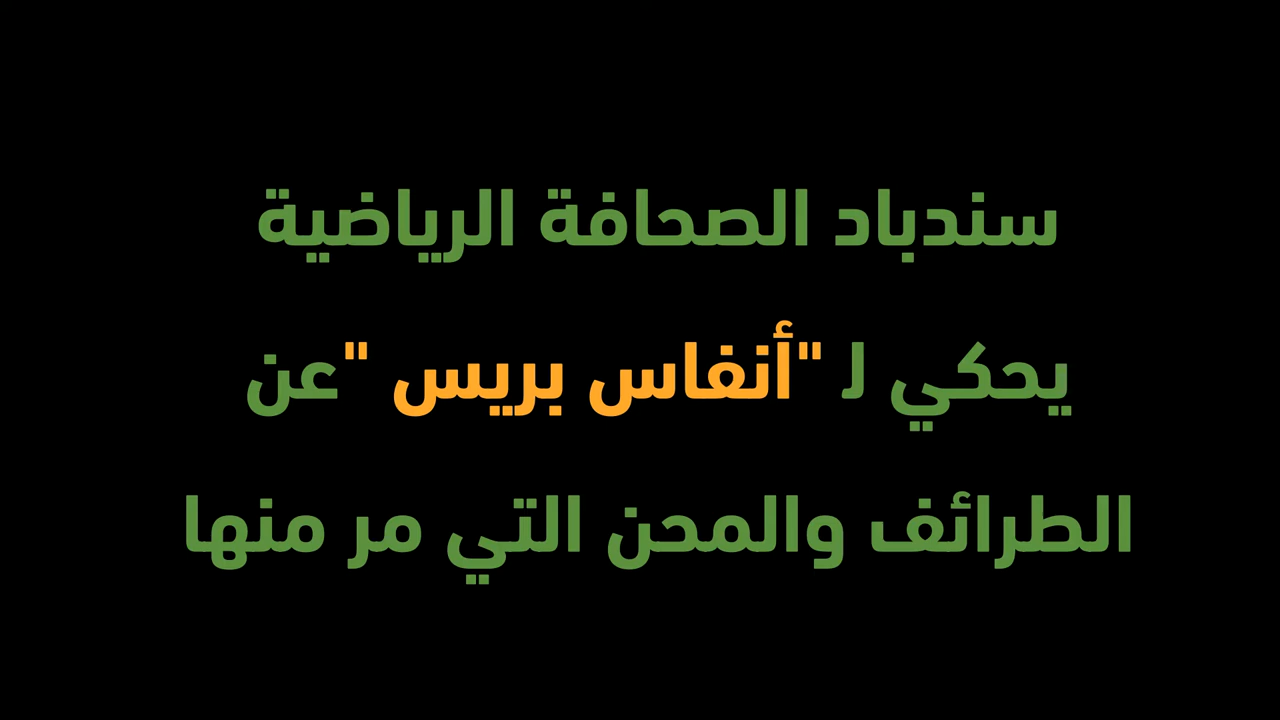 سندباد الصحافة الرياضية
يحكي لـ "أنفاس بريس "عن
الطرائف والمحن التي مر منها